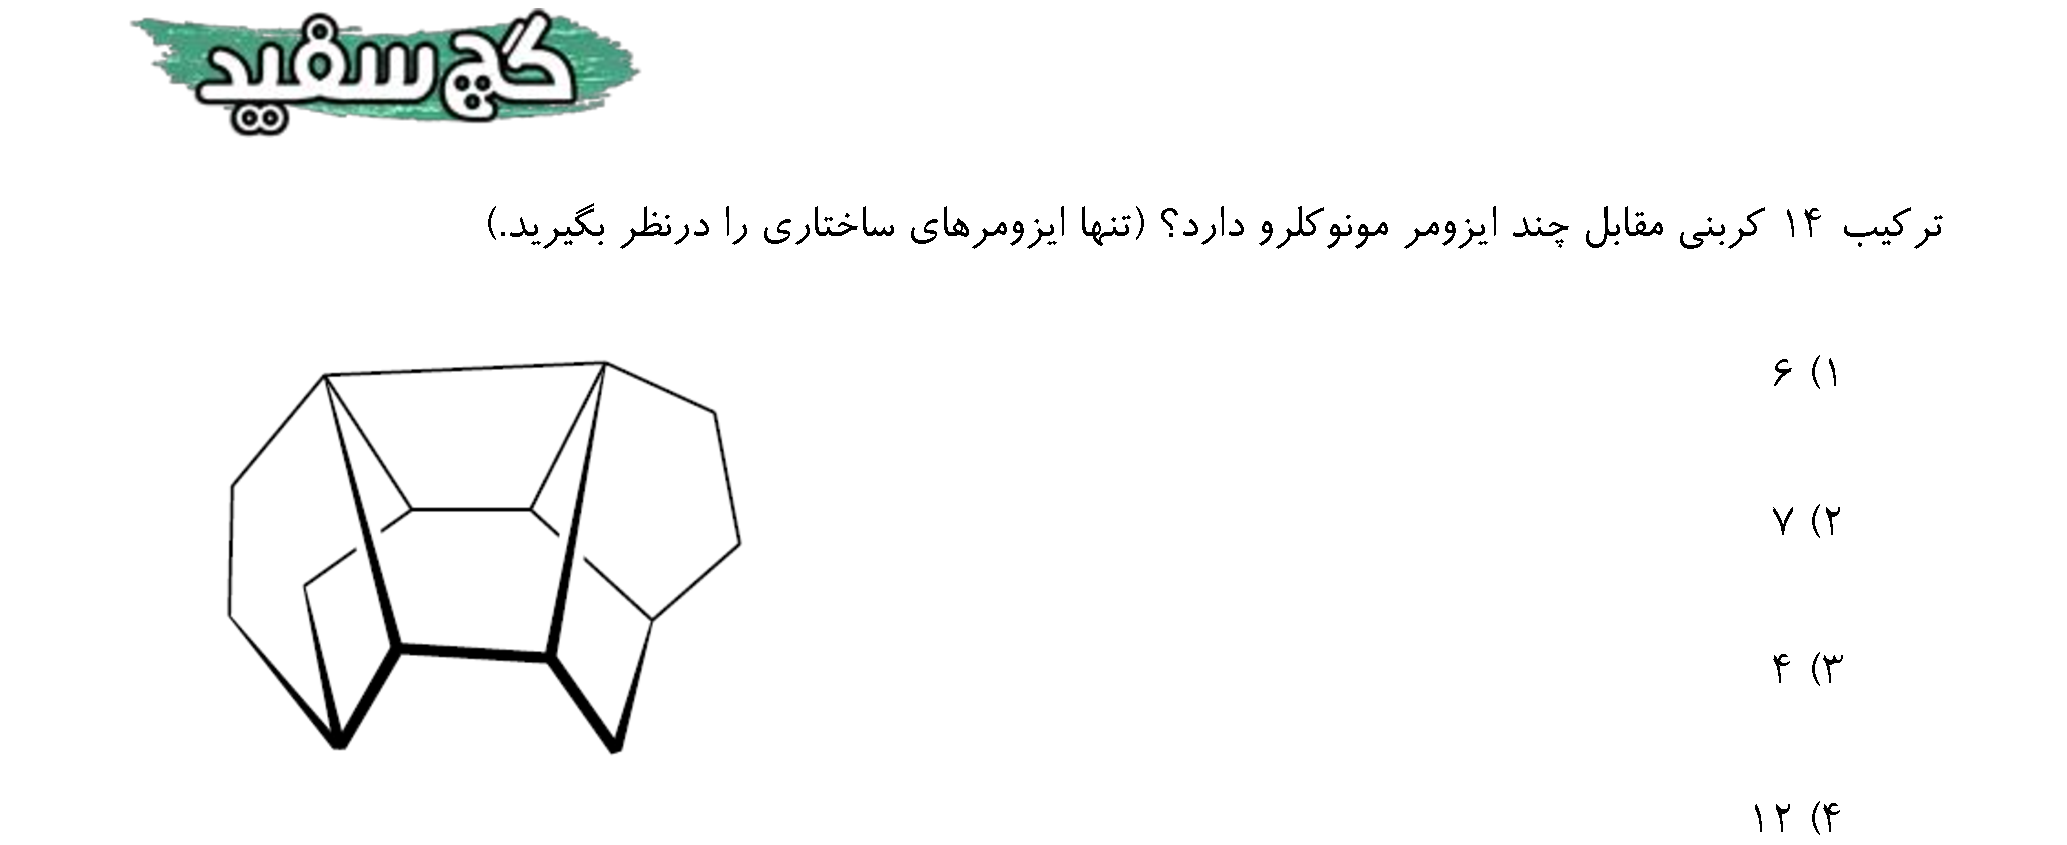 گچ سفید
ترکیب ۱۴ کربنی مقابل چند ایزومر مونوکلرو دارد؟ (تنها ایزومرهای ساختاری را درنظر بگیرید.)
۱) ۶
۲) ۷
۳) ۴
۴) ۱۲